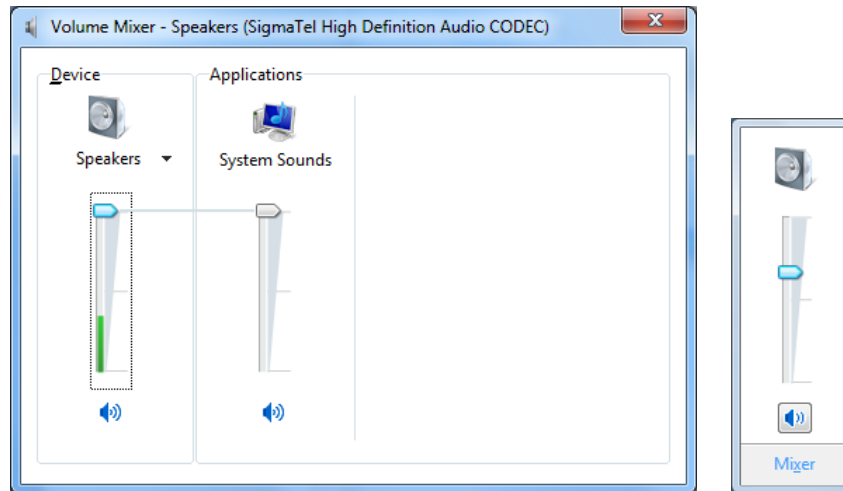 Volume Mixer - Speakers (SigmaTel High Definition Audio CODEC)
Device
Applications
Speakers
System Sounds
Mixer